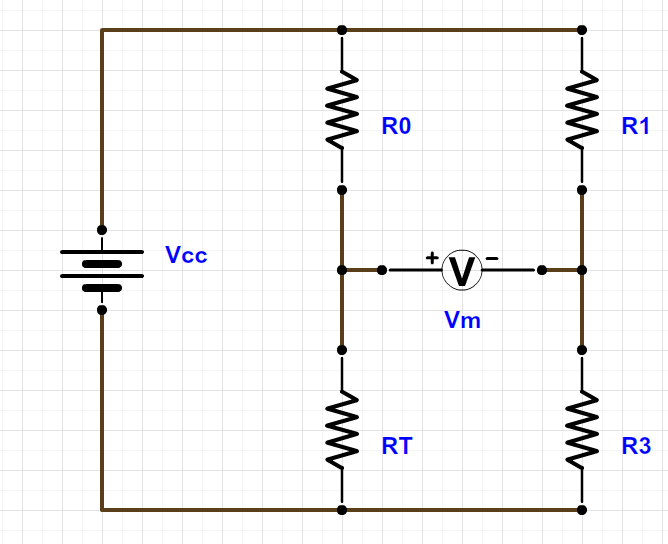 R0
R1
Vcc
+
V
−
Vm
RT
R3